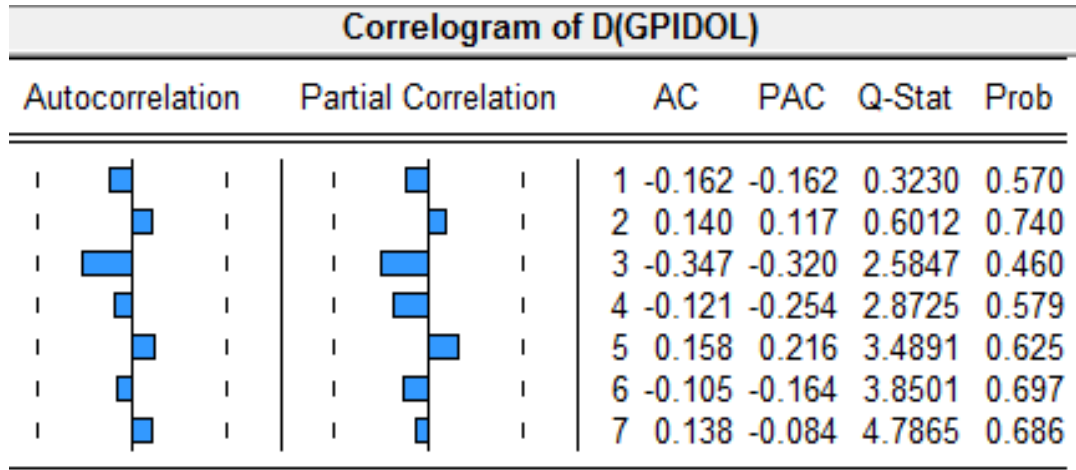 Correlogram of D(GPIDOL)
Autocorrelation Partial Correlation AC PAC Q-Stat Prob
1 -0.162 -0.162 0.3230 0.570
2 0.140 0.117 0.6012 0.740
3 -0.347 -0.320 2.5847 0.460
4 -0.121 -0.254 2.8725 0.579
5 0.158 0.216 3.4891 0.625
6 -0.105 -0.164 3.8501 0.697
7 0.138 -0.084 4.7865 0.686